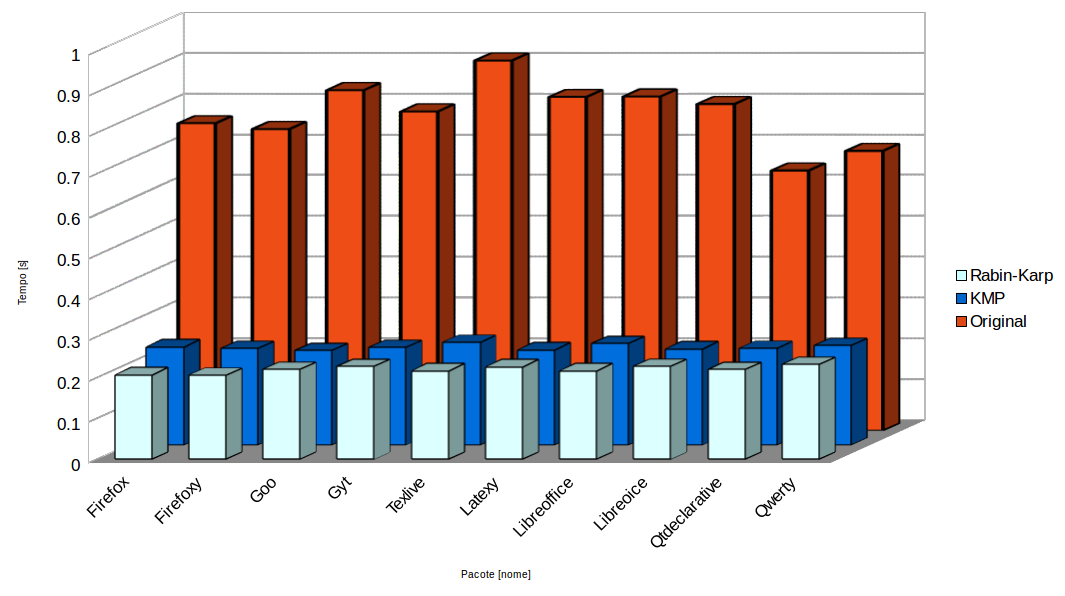 1
0.9
0.8
0.7
0.6
0.5
0.4
0.3
0.2
0.1
0
Tempo [s]
Firefox
Firefoxy
Goo
Gyt
Texlive
Latexy
Libreoffice
Libreoice
Qtdeclarative
Qwerty
Pacote [nome]
Rabin-Karp
KMP
Original